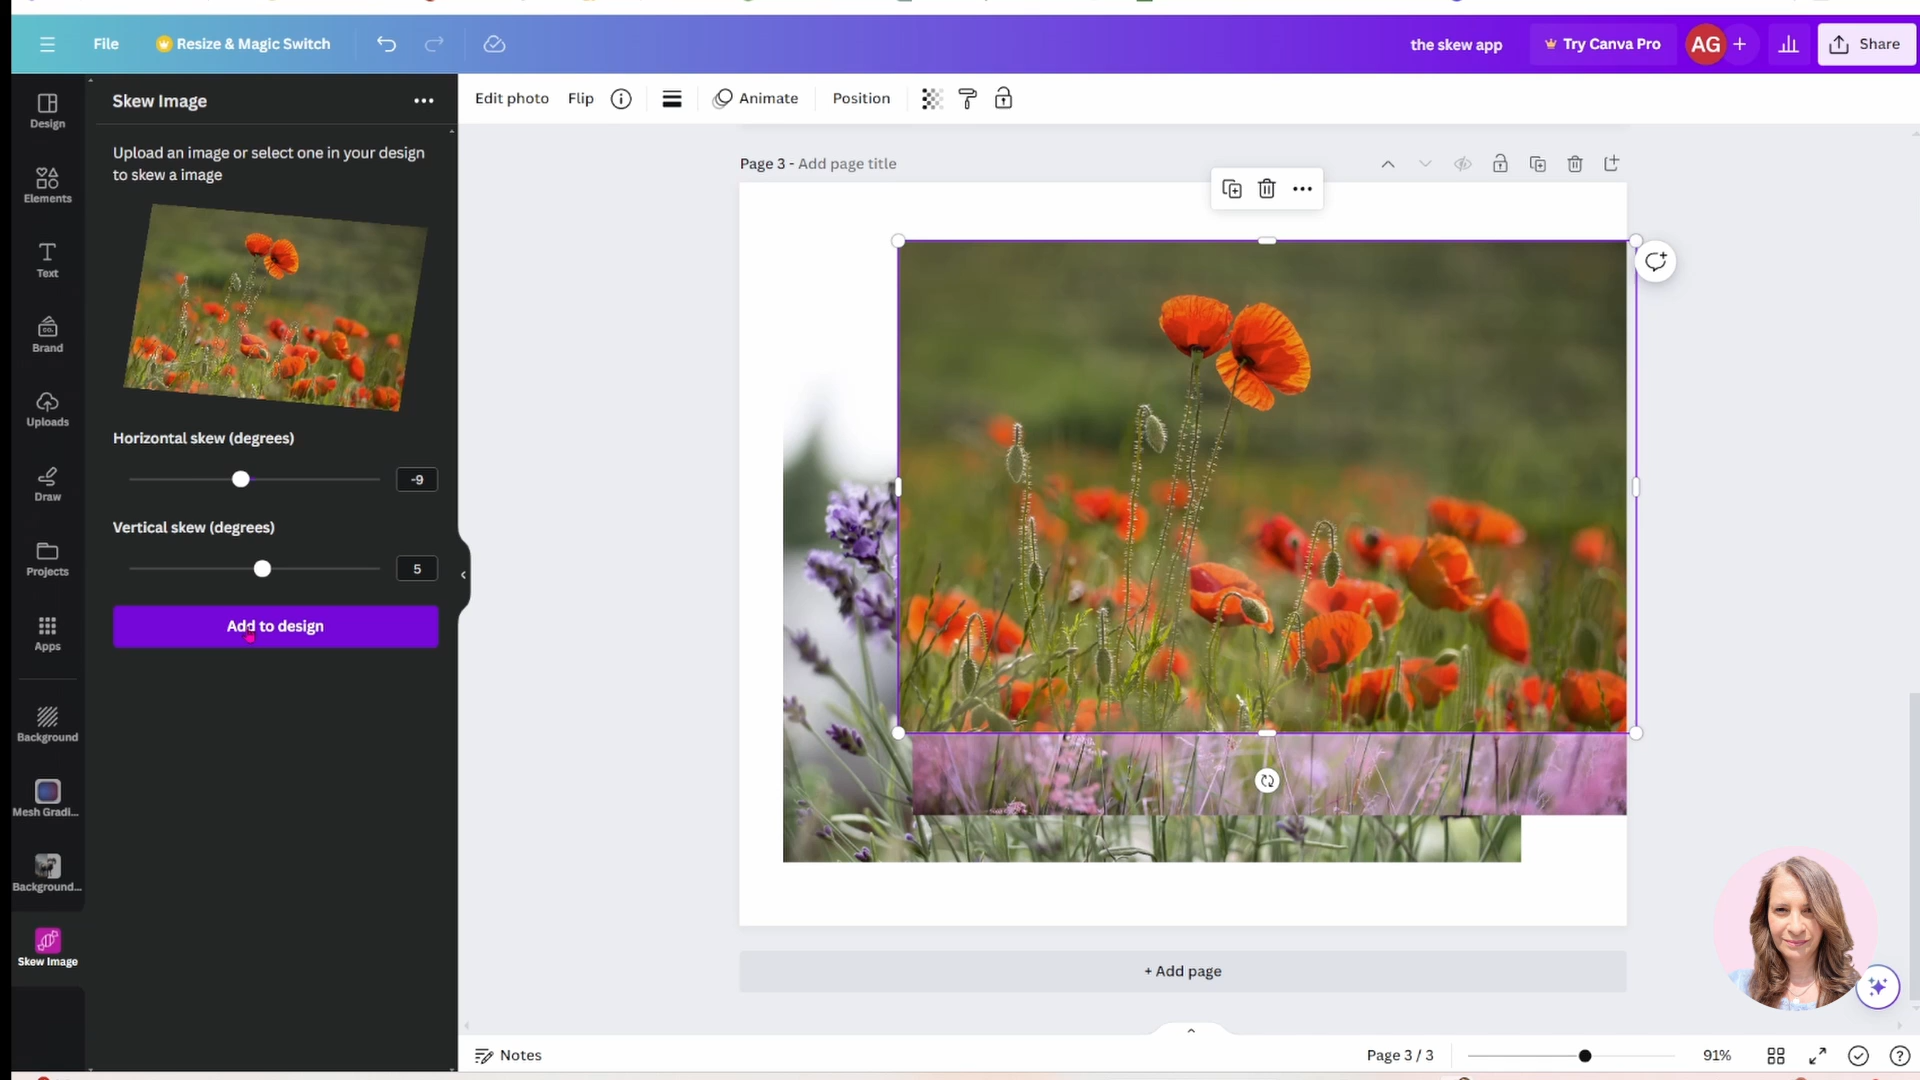 File
Resize & Magic Switch
the skew app
Try Canva Pro
AG
Share
Design
Elements
Text
Brand
Uploads
Draw
Projects
Apps
Background
Mesh Gradi...
Background...
Skew Image
Skew Image
Upload an image or select one in your design
to skew a image
Horizontal skew (degrees)
-9
Vertical skew (degrees)
5
Add to design
Edit photo
Flip
Animate
Position
Page 3 - Add page title
+ Add page
Notes
Page 3 / 3
91%